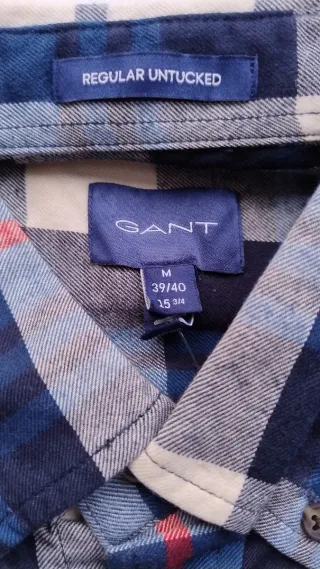 REGULAR UNTUCKED
GANT
M
39/40
15 3/4